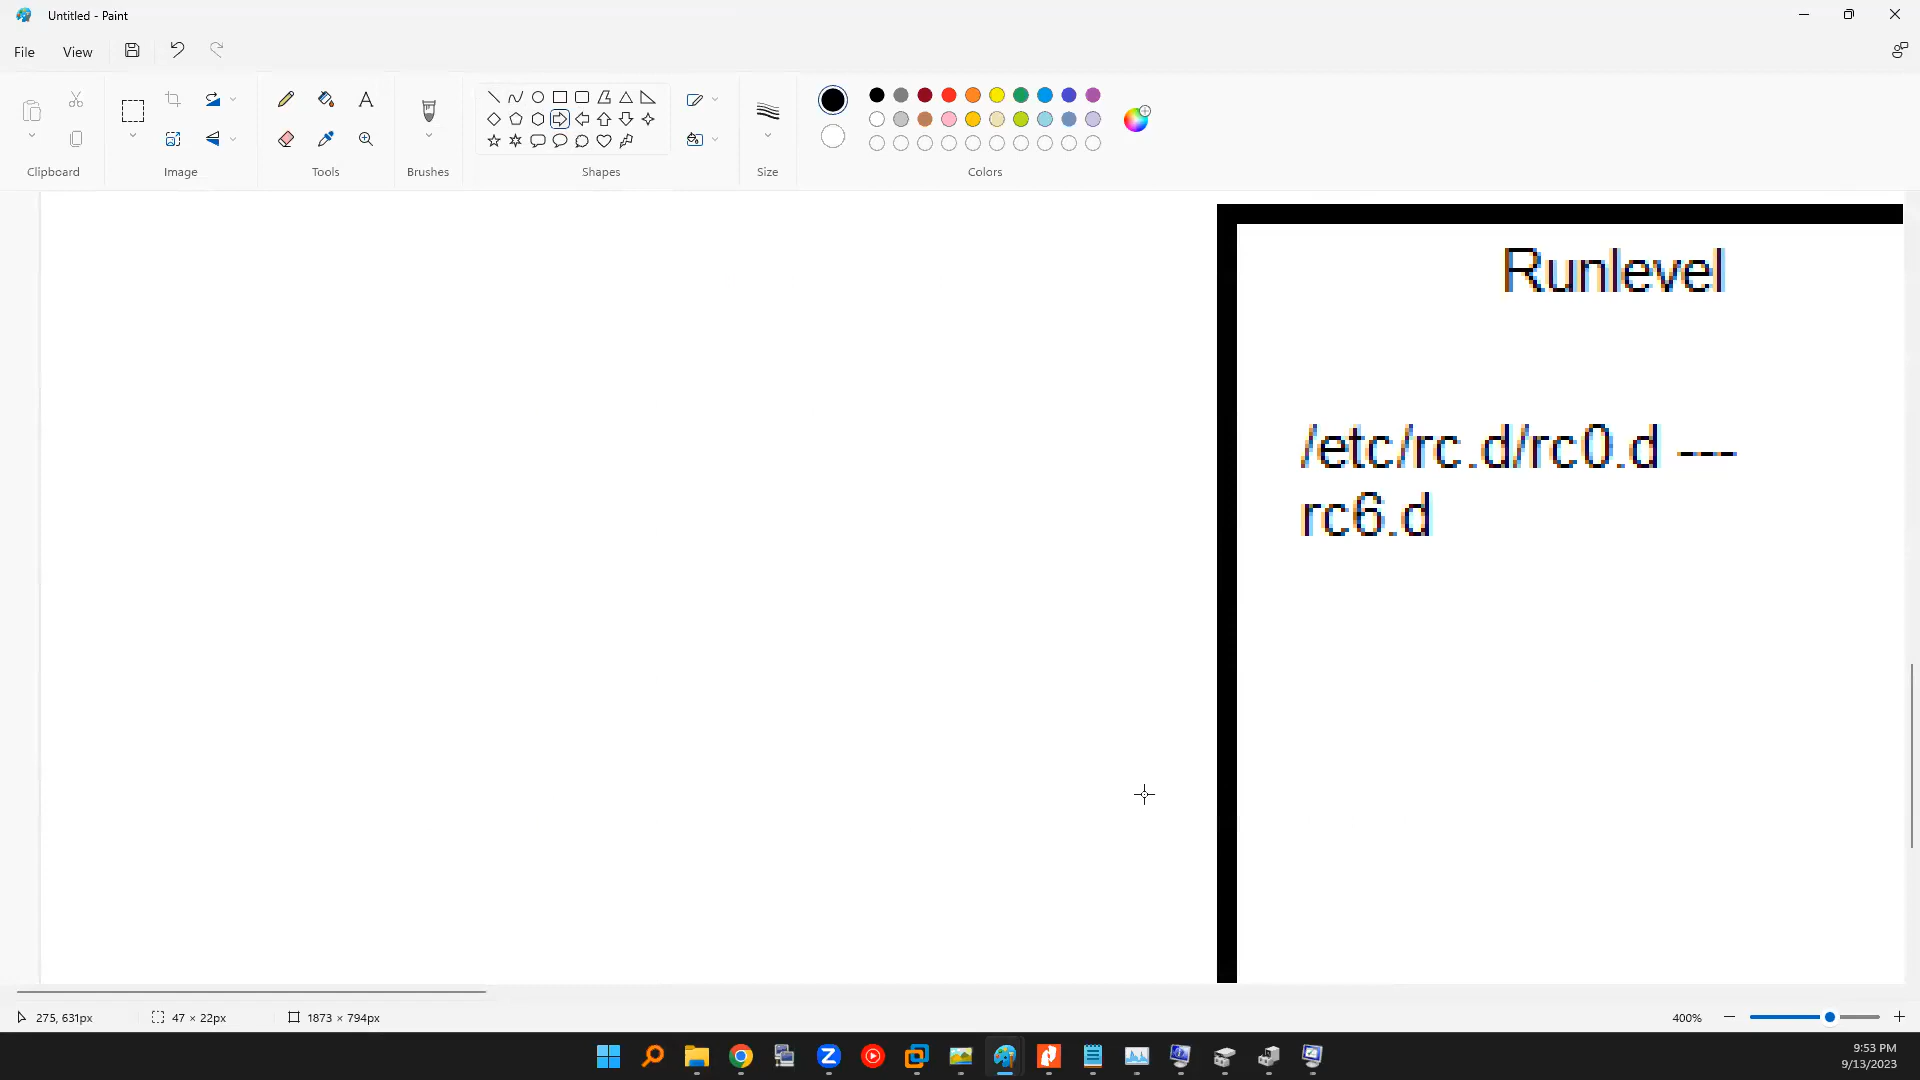 Untitled - Paint
File
View
Clipboard
Image
Tools
Brushes
Shapes
Size
Colors
Runlevel
/etc/rc.d/rc0.d ---
rc6.d
275, 631px
47 × 22px
1873 × 794px
400%
9:53 PM
9/13/2023